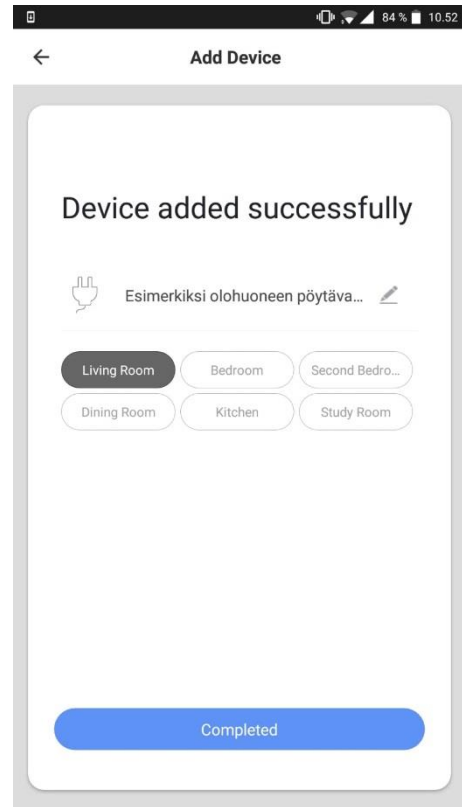 84 % 10.52
Add Device
Device added successfully
Esimerkiksi olohuoneen pöytäva...
Living Room Bedroom Second Bedro...
Dining Room Kitchen Study Room
Completed